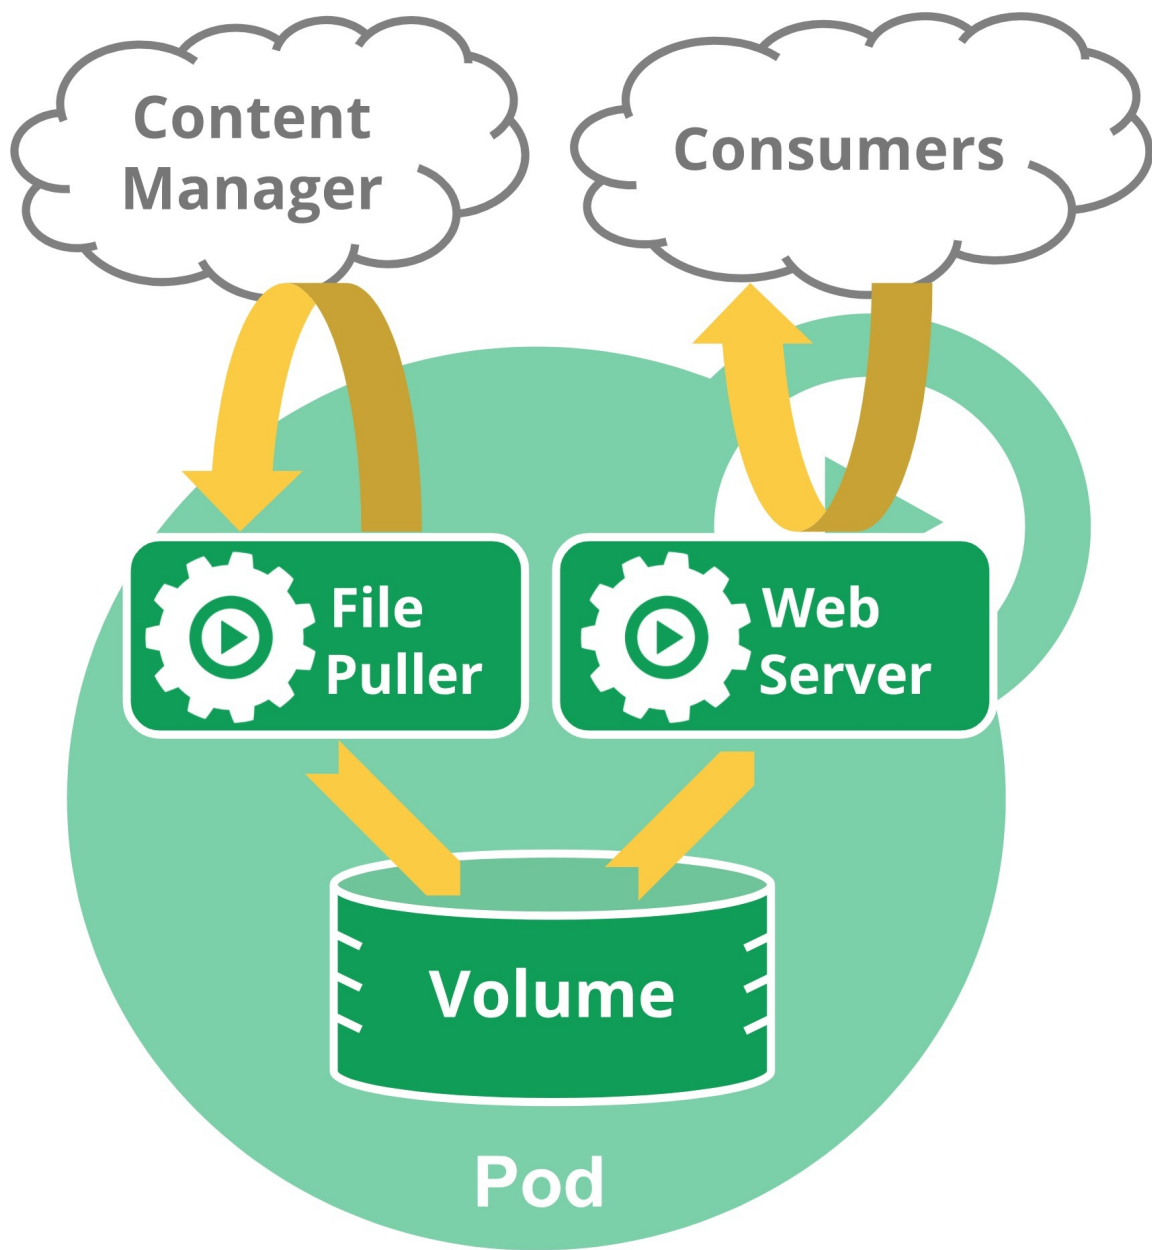 Content
Manager
Consumers
File
Puller
Web
Server
Volume
Pod